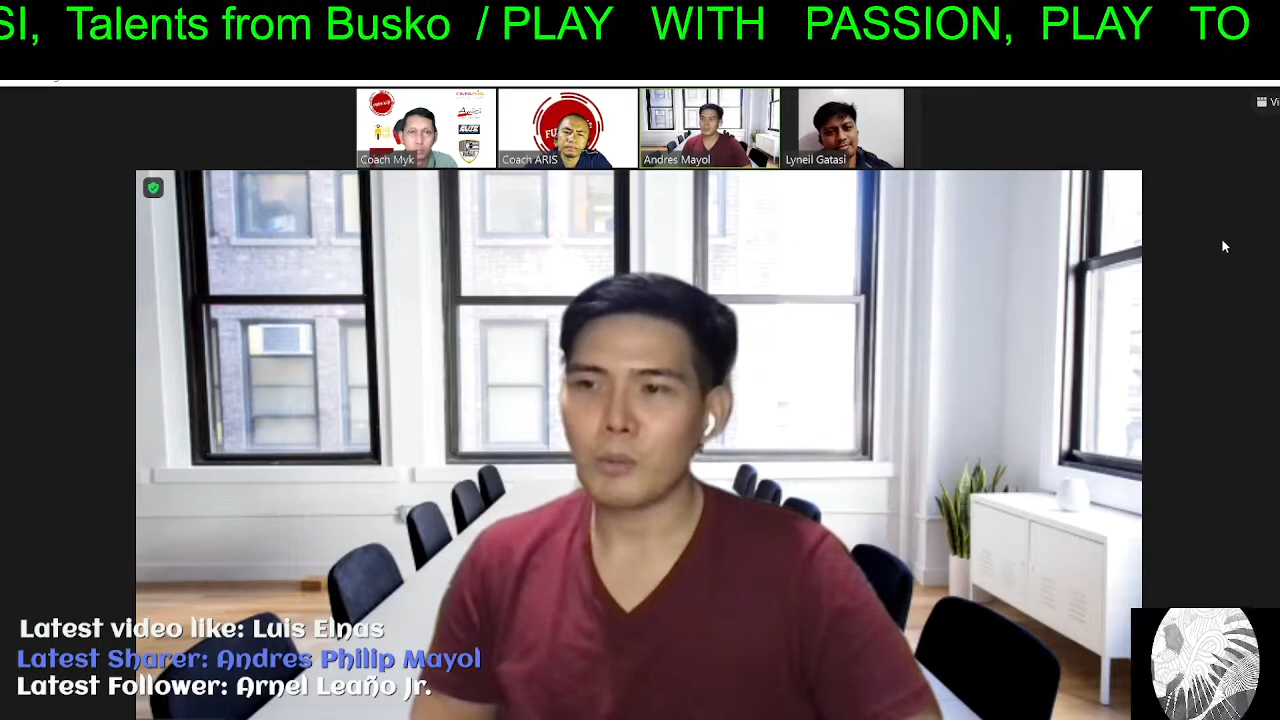 SI, Talents from Busko / PLAY WITH PASSION, PLAY TO
Coach Myk
Coach ARIS
Andres Mayol
Lyneil Gatasi
Latest video like: Luis Elnas
Latest Sharer: Andres Philip Mayol
Latest Follower: Arnel Leaño Jr.